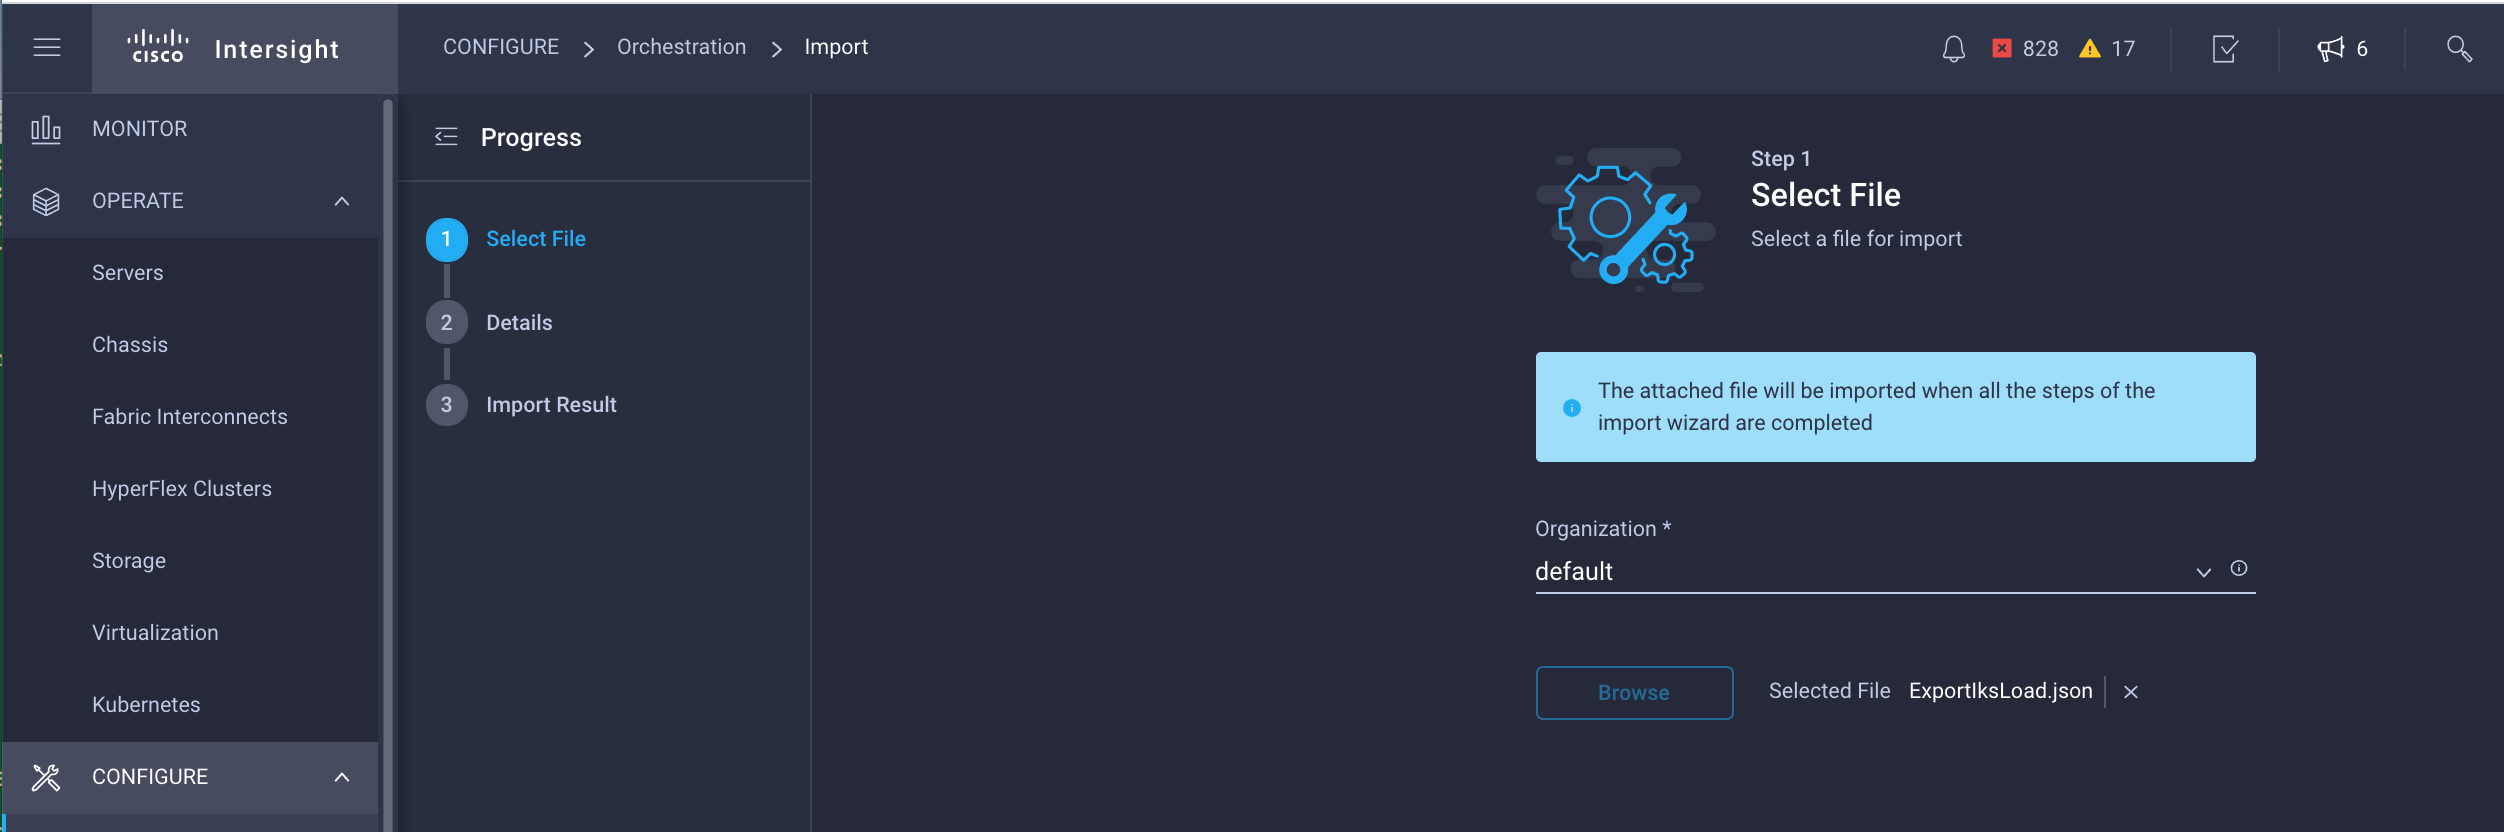 CISCO Intersight
CONFIGURE > Orchestration > Import
828 17
6
MONITOR
OPERATE
Servers
Chassis
Fabric Interconnects
HyperFlex Clusters
Storage
Virtualization
Kubernetes
CONFIGURE
Progress
1 Select File
2 Details
3 Import Result
Step 1
Select File
Select a file for import
The attached file will be imported when all the steps of the
import wizard are completed
Organization *
default
Browse Selected File ExportIksLoad.json